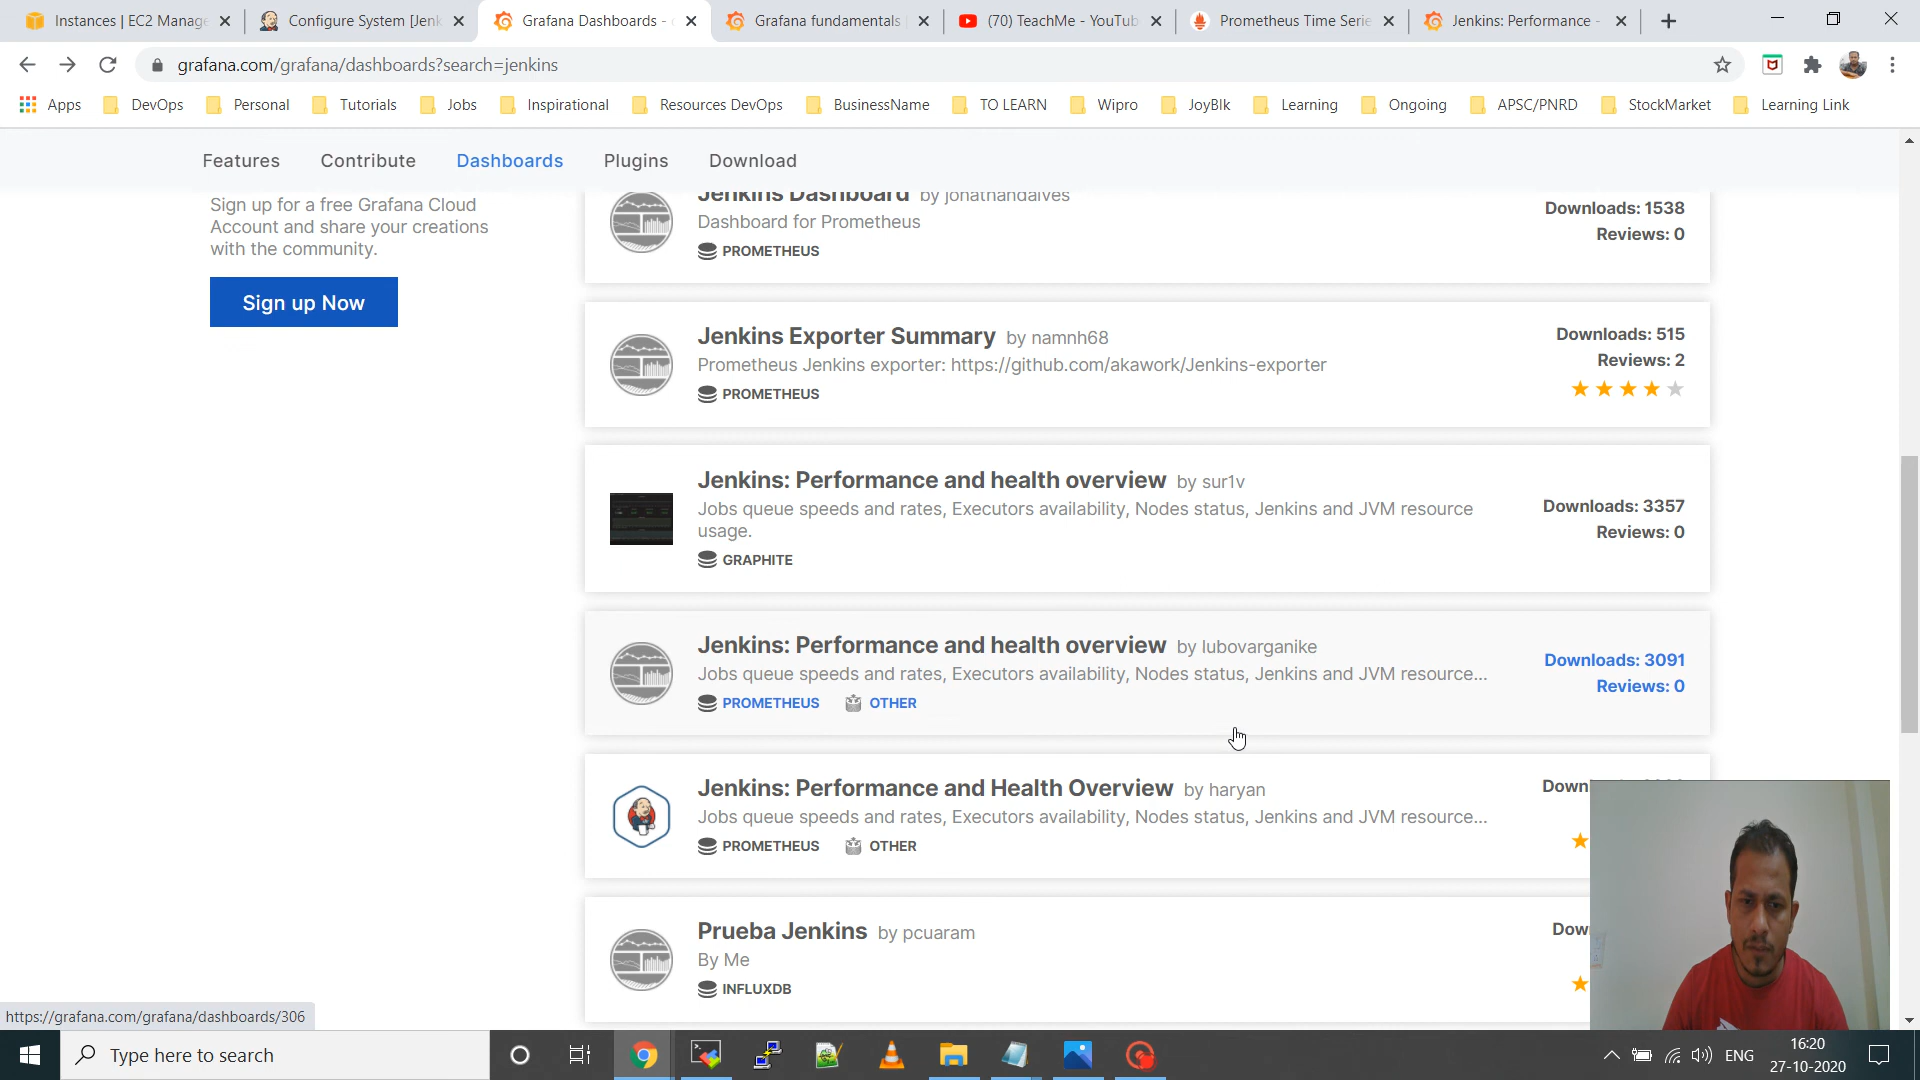 Instances | EC2 Manage
Configure System [Jenk
Grafana Dashboards -
Grafana fundamentals
(70) TeachMe - YouTub
Prometheus Time Serie
Jenkins: Performance -
grafana.com/grafana/dashboards?search=jenkins
Apps
DevOps
Personal
Tutorials
Jobs
Inspirational
Resources DevOps
BusinessName
TO LEARN
Wipro
JoyBlk
Learning
Ongoing
APSC/PNRD
StockMarket
Learning Link
Features
Contribute
Dashboards
Plugins
Download
Sign up for a free Grafana Cloud
Account and share your creations
with the community.
Sign up Now
Jenkins Dashboard by jonathandalves
Dashboard for Prometheus
PROMETHEUS
Downloads: 1538
Reviews: 0
Jenkins Exporter Summary by namnh68
Prometheus Jenkins exporter: https://github.com/akawork/Jenkins-exporter
PROMETHEUS
Downloads: 515
Reviews: 2
Jenkins: Performance and health overview by sur1v
Jobs queue speeds and rates, Executors availability, Nodes status, Jenkins and JVM resource
usage.
GRAPHITE
Downloads: 3357
Reviews: 0
Jenkins: Performance and health overview by lubovarganike
Jobs queue speeds and rates, Executors availability, Nodes status, Jenkins and JVM resource...
PROMETHEUS OTHER
Downloads: 3091
Reviews: 0
Jenkins: Performance and Health Overview by haryan
Jobs queue speeds and rates, Executors availability, Nodes status, Jenkins and JVM resource...
PROMETHEUS OTHER
Down
Prueba Jenkins by pcuaram
By Me
INFLUXDB
Dow
https://grafana.com/grafana/dashboards/306
Type here to search
ENG
16:20
27-10-2020